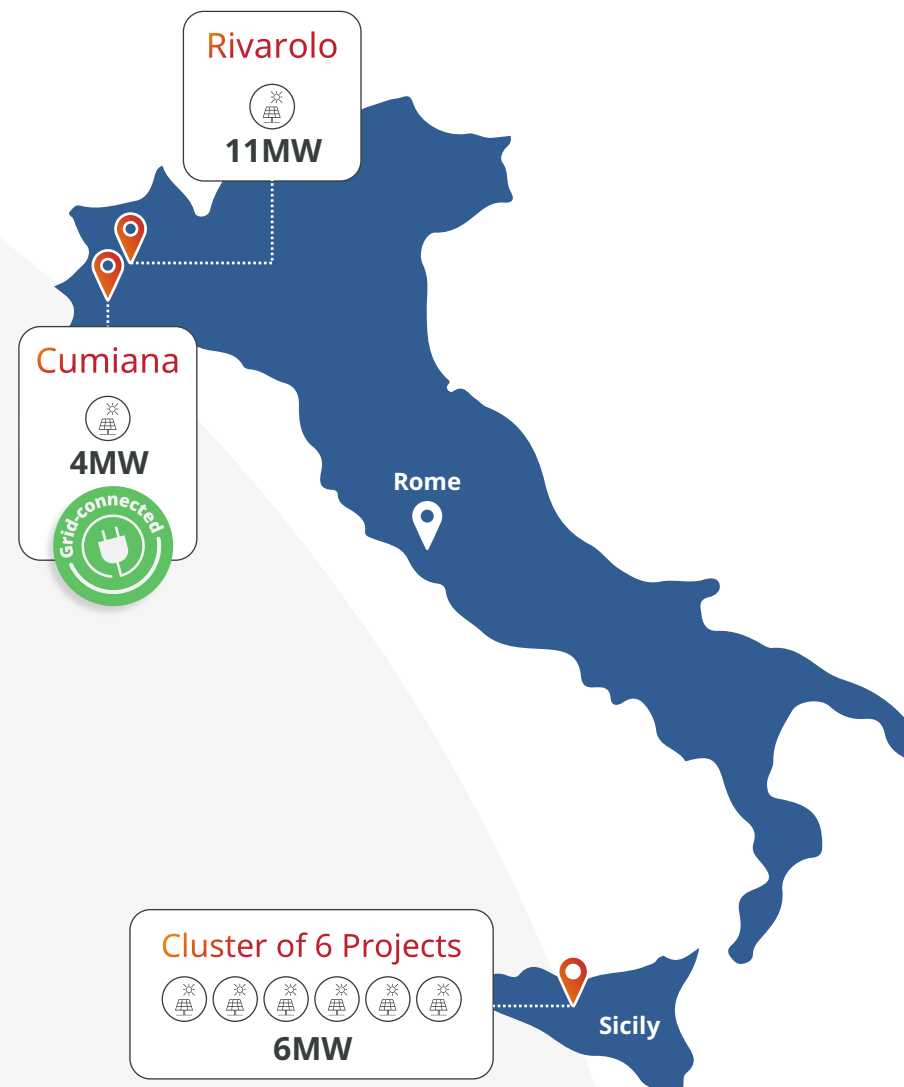 Rivarolo
11MW
Cumiana
4MW
Grid-connected
Rome
Cluster of 6 Projects
6MW
Sicily